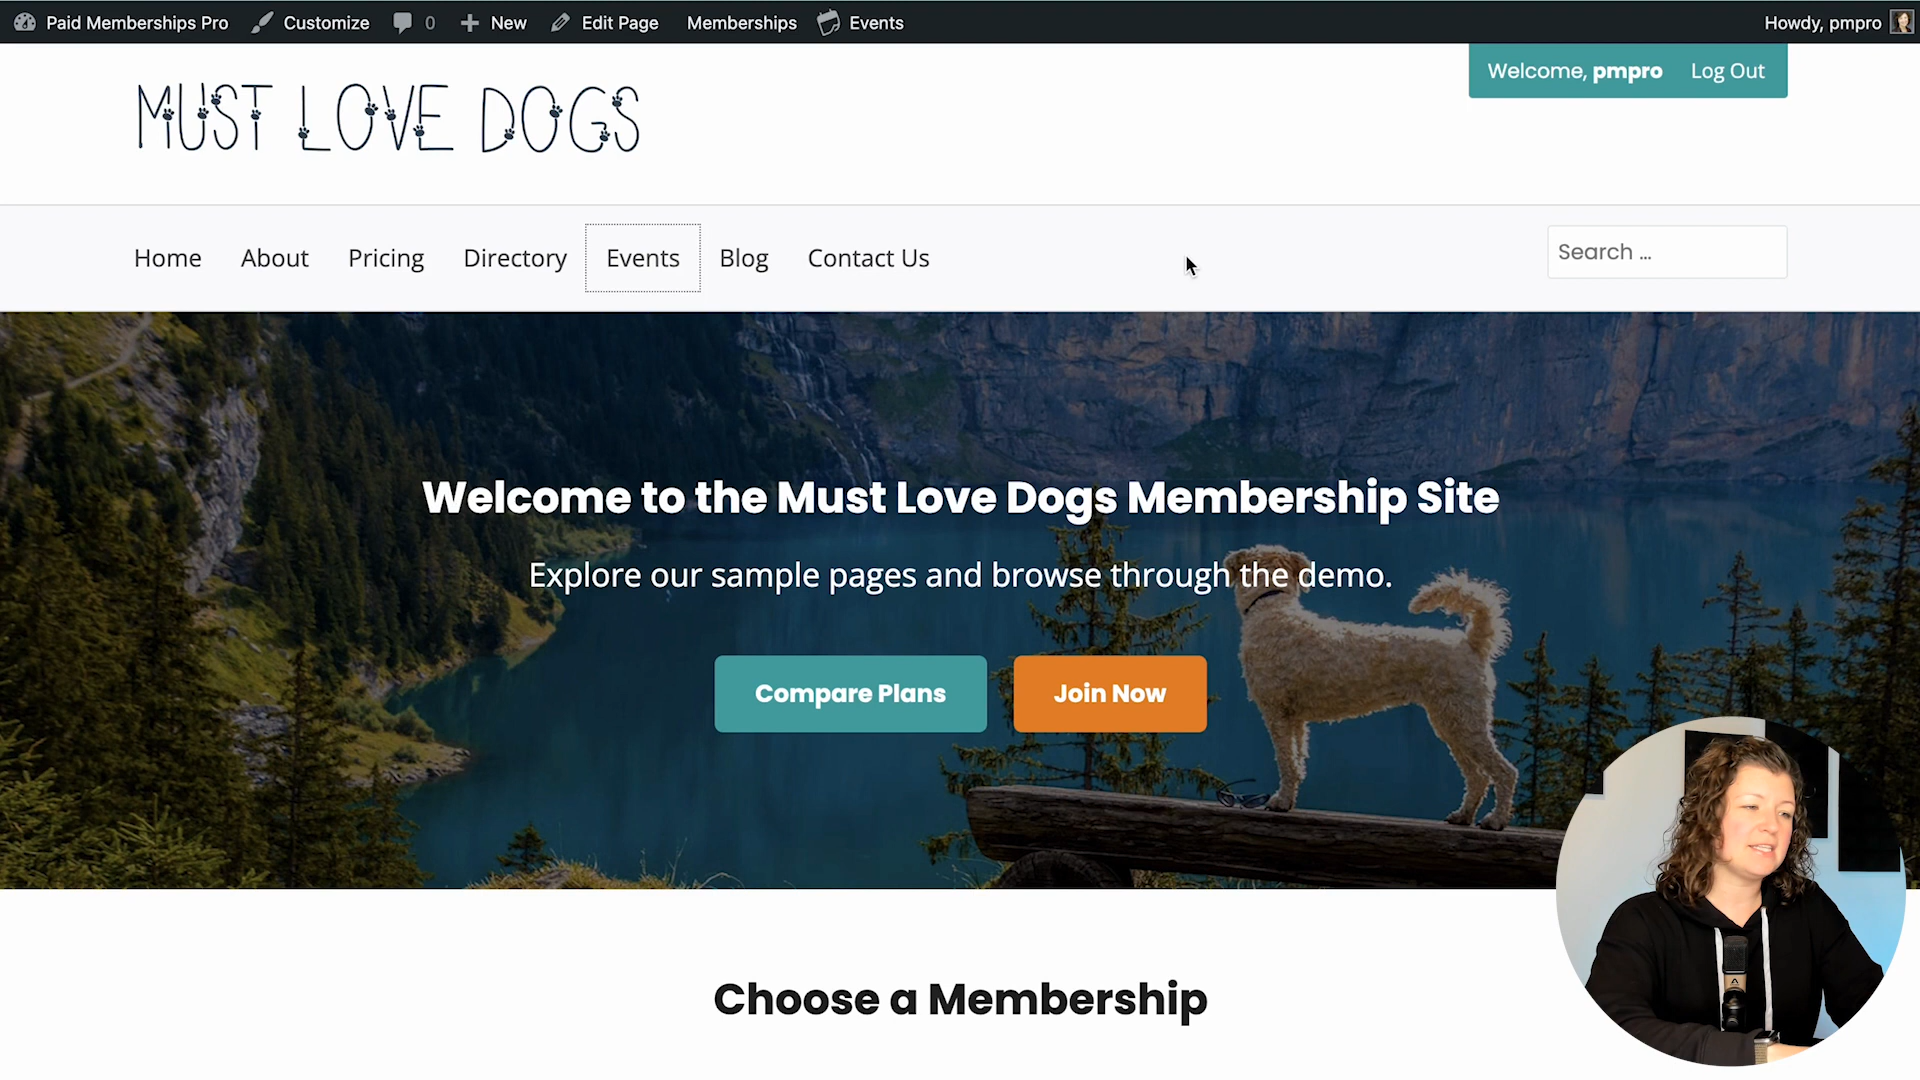 Paid Memberships Pro Customize 0 New Edit Page Memberships Events Howdy, pmpro
Welcome, pmpro Log Out
MUST LOVE DOGS
Home About Pricing Directory Events Blog Contact Us Search ...
Welcome to the Must Love Dogs Membership Site
Explore our sample pages and browse through the demo.
Compare Plans Join Now
Choose a Membership